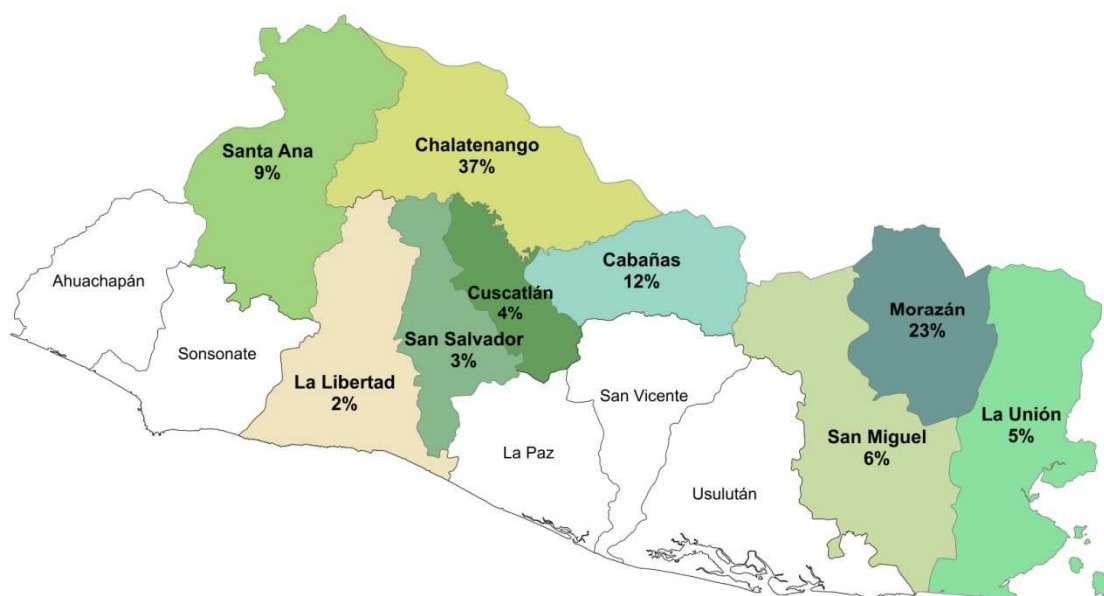 Santa Ana
9%
Chalatenango
37%
Ahuachapán
Sonsonate
La Libertad
2%
San Salvador
3%
Cuscatlán
4%
Cabañas
12%
La Paz
San Vicente
Usulután
San Miguel
6%
Morazán
23%
La Unión
5%